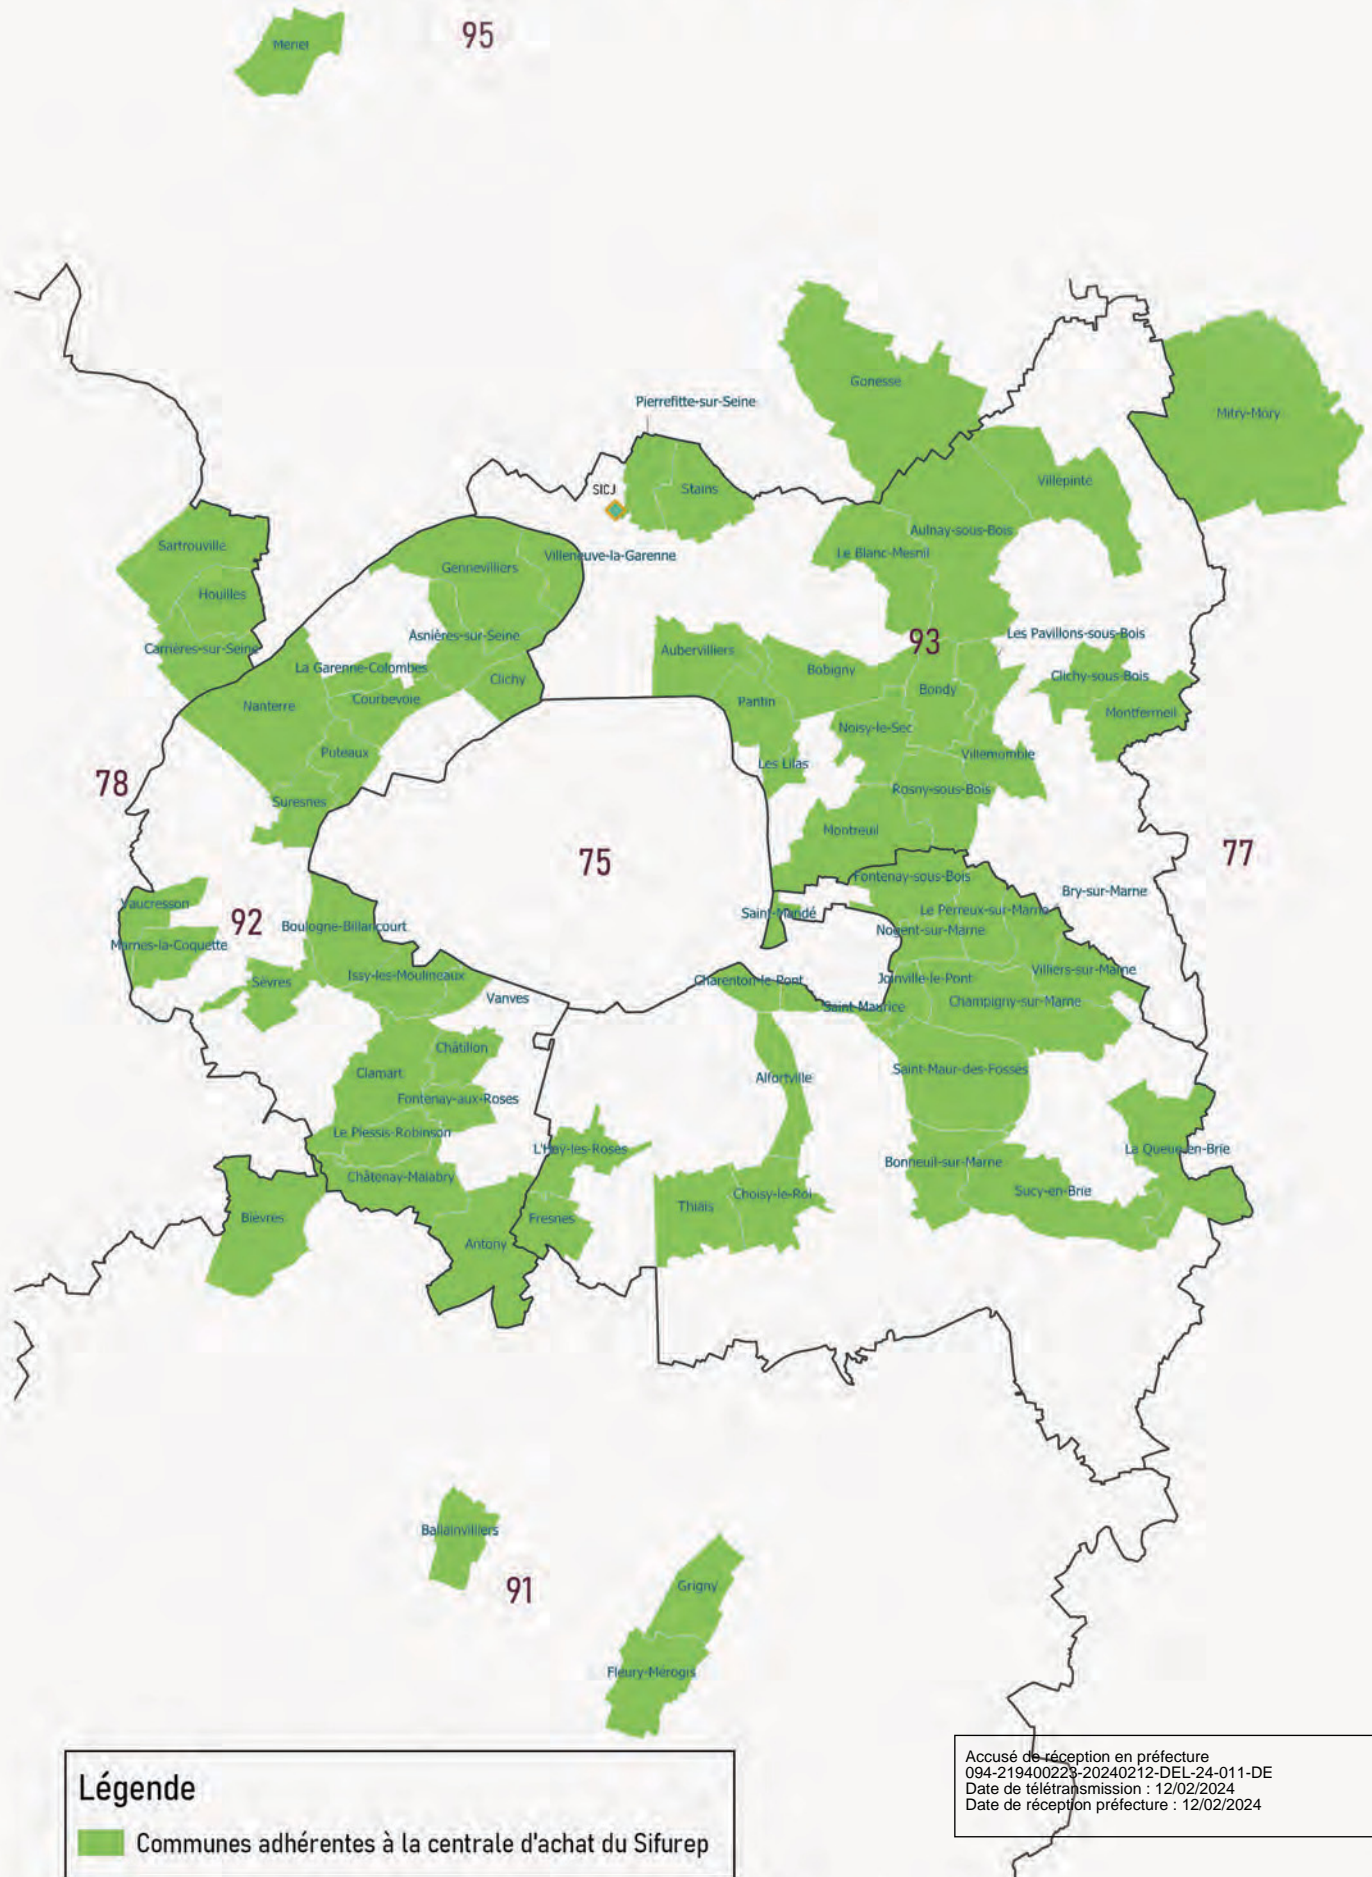 Meriel
95
Gonesse
Mitry-Mory
Pierrefitte-sur-Seine
SICJ
Stains
Villepinte
Aulnay-sous-Bois
Le Blanc-Mesnil
Sartrouville
Villeneuve-la-Garenne
Gennevilliers
Houilles
Asnières-sur-Seine
93
Les Pavillons-sous-Bois
Carrières-sur-Seine
Aubervilliers
La Garenne-Colombes
Bobigny
Clichy-sous-Bois
Clichy
Bondy
Courbevoie
Nanterre
Pantin
Montfermeil
Noisy-le-Sec
Puteaux
Villemomble
Les Lilas
78
Rosny-sous-Bois
Suresnes
Montreuil
75
77
Fontenay-sous-Bois
Bry-sur-Marne
Vaucresson
Le Perreux-sur-Marne
Saint-Mandé
92
Boulogne-Billancourt
Nogent-sur-Marne
Marnes-la-Coquette
Villiers-sur-Marne
Issy-les-Moulineaux
Sèvres
Charenton-le-Pont
Joinville-le-Pont
Vanves
Champigny-sur-Marne
Saint-Maurice
Châtillon
Clamart
Alfortville
Saint-Maur-des-Fossés
Fontenay-aux-Roses
Le Plessis-Robinson
L'Haÿ-les-Roses
La Queue-en-Brie
Bonneuil-sur-Marne
Châtenay-Malabry
Choisy-le-Roi
Sucy-en-Brie
Thiais
Bièvres
Fresnes
Antony
Ballainvilliers
91
Grigny
Fleury-Mérogis
Légende
Communes adhérentes à la centrale d'achat du Sifurep
Accusé de réception en préfecture
094-219400223-20240212-DEL-24-011-DE
Date de télétransmission : 12/02/2024
Date de réception préfecture : 12/02/2024